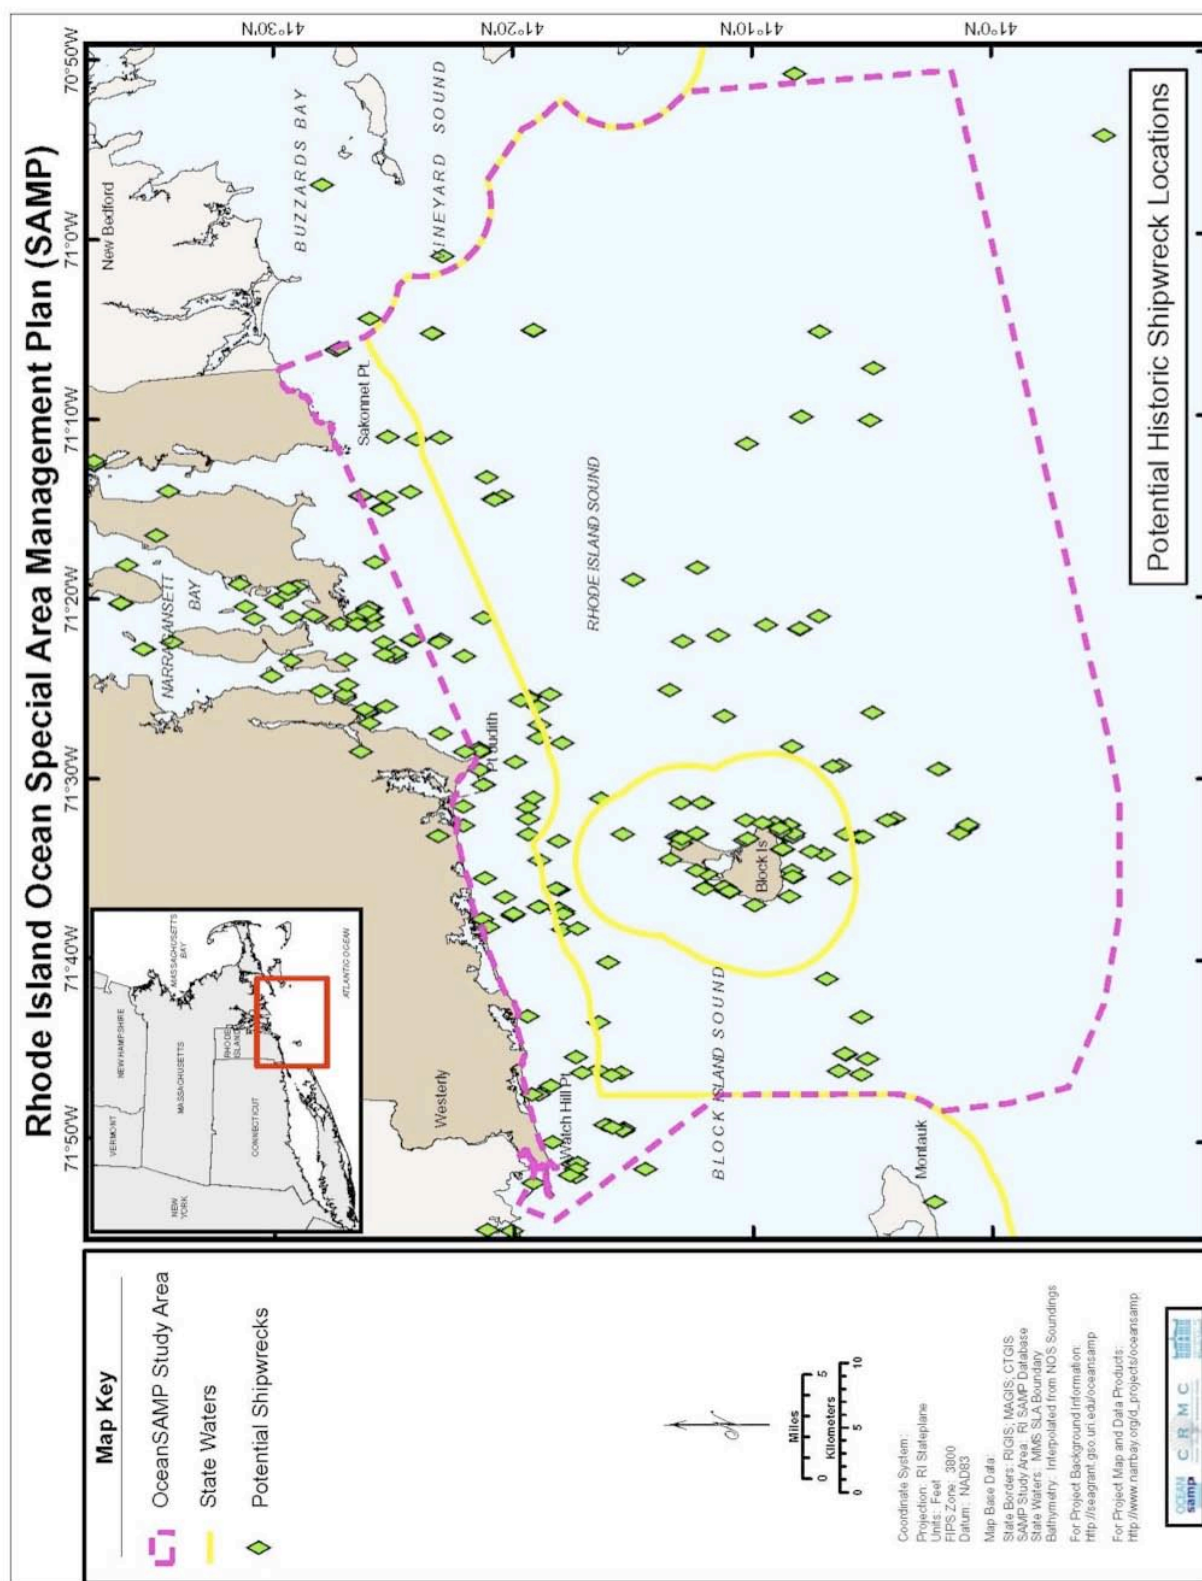 Rhode Island Ocean Special Area Management Plan (SAMP)
Map Key
OceanSAMP Study Area
State Waters
Potential Shipwrecks
Miles
0 5
Kilometers
0 5 10
Coordinate System:
Projection: RI Stateplane
Units: Feet
FIPS Zone: 3800
Datum: NAD83
Map Base Data:
State Borders: RIGIS; MAGIS; CTGIS
SAMP Study Area: RI SAMP Database
State Waters: MMS SLA Boundary
Bathymetry: Interpolated from NOS Soundings
For Project Background Information:
http://seagrant.gso.uri.edu/oceansamp
For Project Map and Data Products:
http://www.narrbay.org/d_projects/oceansamp
OCEAN
samp
C R M C
71°50'W
71°40'W
71°30'W
71°20'W
71°10'W
71°0'W
70°50'W
41°30'N
41°20'N
41°10'N
41°0'N
VERMONT
NEW HAMPSHIRE
MASSACHUSETTS
MASSACHUSETTS
BAY
NEW
YORK
CONNECTICUT
RHODE
ISLAND
ATLANTIC OCEAN
New Bedford
NARRAGANSETT
BAY
BUZZARDS BAY
VINEYARD SOUND
Sakonnet Pt.
Pt Judith
Westerly
Watch Hill Pt
RHODE ISLAND SOUND
Block Is
BLOCK ISLAND SOUND
Montauk
Potential Historic Shipwreck Locations